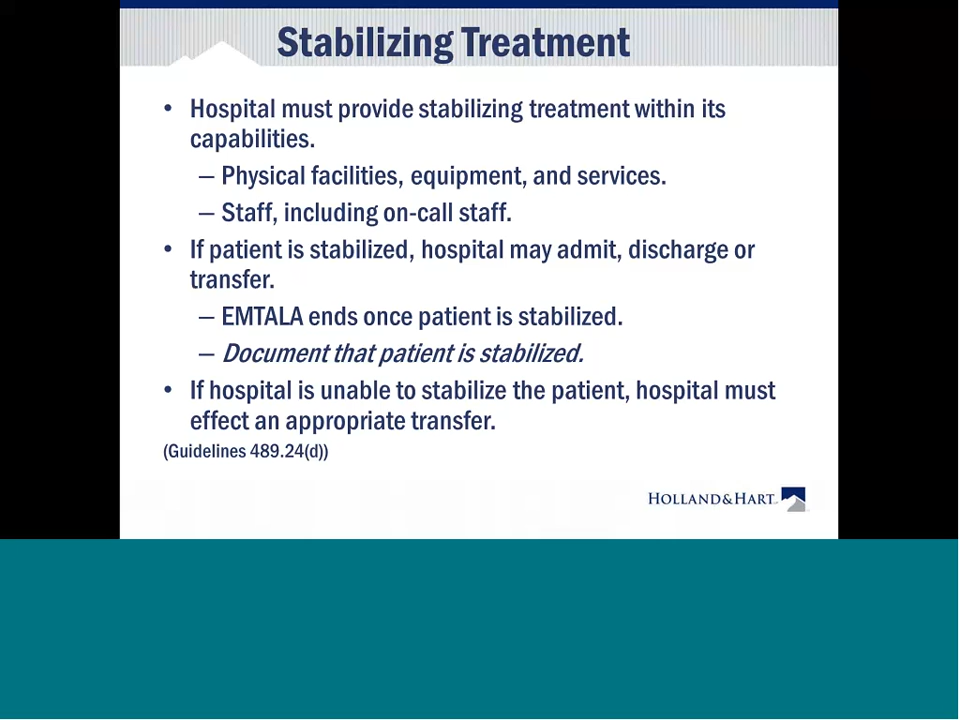 Stabilizing Treatment
• Hospital must provide stabilizing treatment within its
capabilities.
– Physical facilities, equipment, and services.
– Staff, including on-call staff.
• If patient is stabilized, hospital may admit, discharge or
transfer.
– EMTALA ends once patient is stabilized.
– Document that patient is stabilized.
• If hospital is unable to stabilize the patient, hospital must
effect an appropriate transfer.
(Guidelines 489.24(d))
HOLLAND&HART